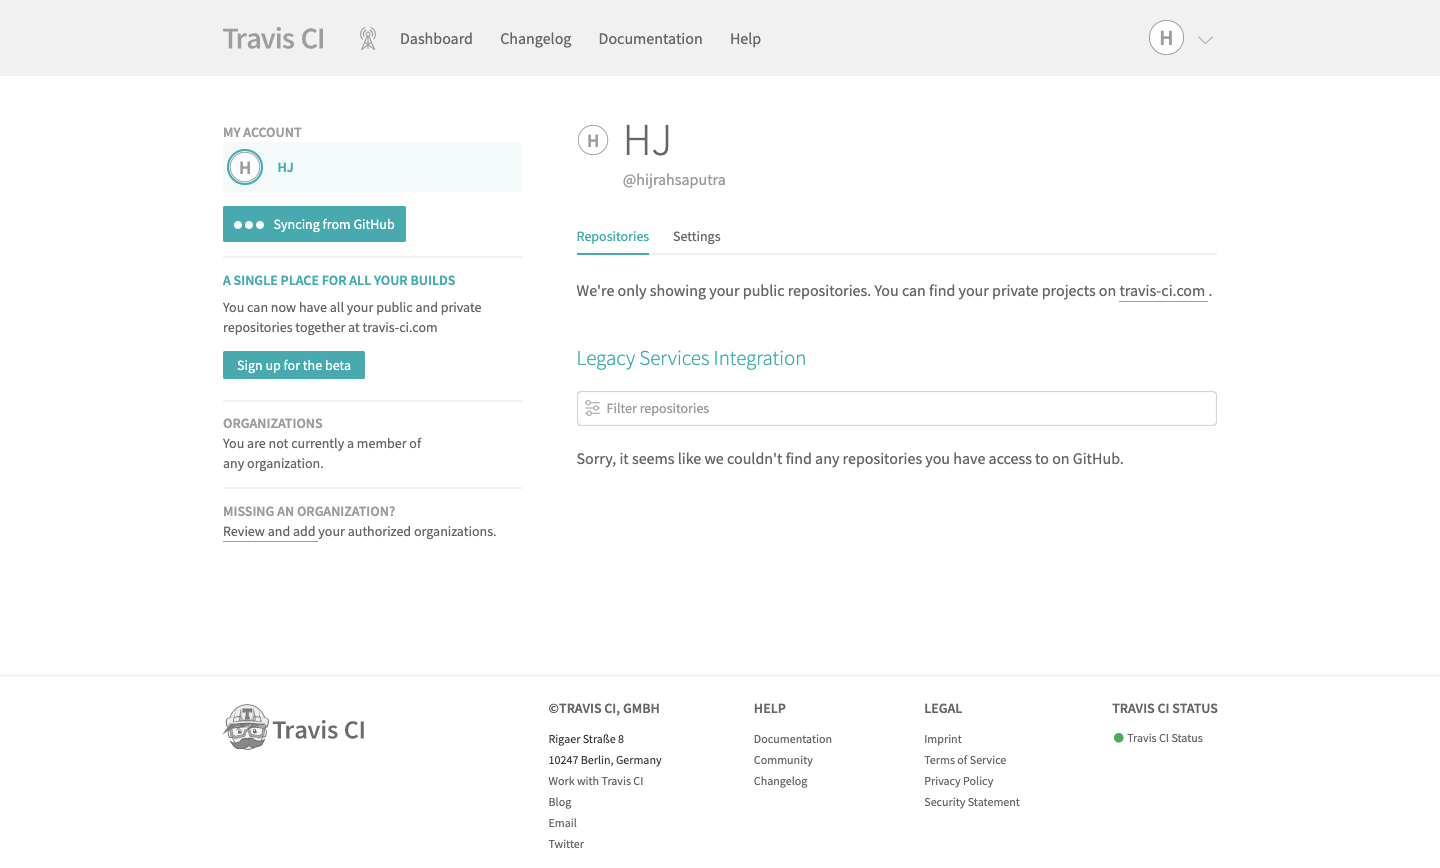 Travis CI
Dashboard
Changelog
Documentation
Help
H
MY ACCOUNT
H
HJ
Syncing from GitHub
A SINGLE PLACE FOR ALL YOUR BUILDS
You can now have all your public and private
repositories together at travis-ci.com
Sign up for the beta
ORGANIZATIONS
You are not currently a member of
any organization.
MISSING AN ORGANIZATION?
Review and add your authorized organizations.
H
HJ
@hijrahsaputra
Repositories
Settings
We're only showing your public repositories. You can find your private projects on travis-ci.com .
Legacy Services Integration
Filter repositories
Sorry, it seems like we couldn't find any repositories you have access to on GitHub.
T
Travis CI
©TRAVIS CI, GMBH
Rigaer Straße 8
10247 Berlin, Germany
Work with Travis CI
Blog
Email
Twitter
HELP
Documentation
Community
Changelog
LEGAL
Imprint
Terms of Service
Privacy Policy
Security Statement
TRAVIS CI STATUS
Travis CI Status